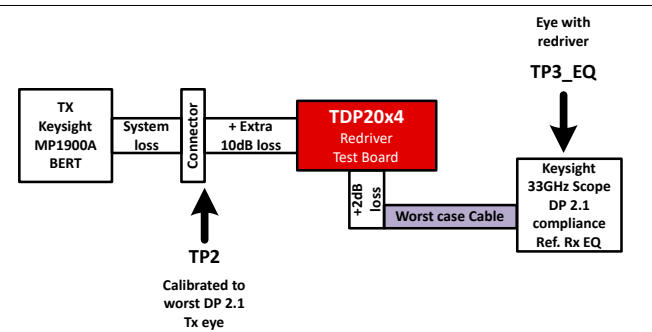 Eye with
redriver
TP3_EQ
TX
Keysight
MP1900A
BERT
System
loss
Connector
+ Extra
10dB loss
TDP20x4
Redriver
Test Board
+2dB
loss
Worst case Cable
Keysight
33GHz Scope
DP 2.1
compliance
Ref. Rx EQ
TP2
Calibrated to
worst DP 2.1
Tx eye